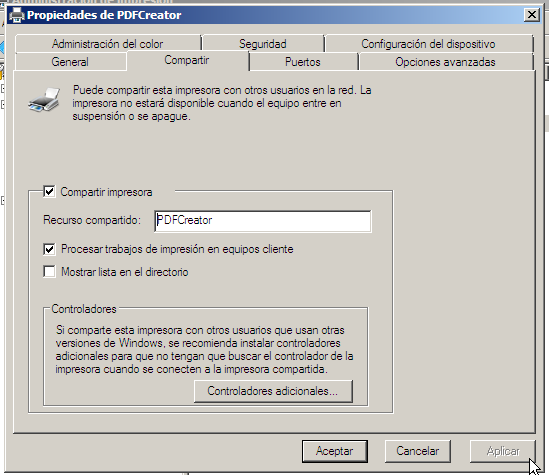 Propiedades de PDFCreator
Administración del color
Seguridad
Configuración del dispositivo
General
Compartir
Puertos
Opciones avanzadas
Puede compartir esta impresora con otros usuarios en la red. La
impresora no estará disponible cuando el equipo entre en
suspensión o se apague.
Compartir impresora
Recurso compartido:
PDFCreator
Procesar trabajos de impresión en equipos cliente
Mostrar lista en el directorio
Controladores
Si comparte esta impresora con otros usuarios que usan otras
versiones de Windows, se recomienda instalar controladores
adicionales para que no tengan que buscar el controlador de la
impresora cuando se conecten a la impresora compartida.
Controladores adicionales...
Aceptar
Cancelar
Aplicar